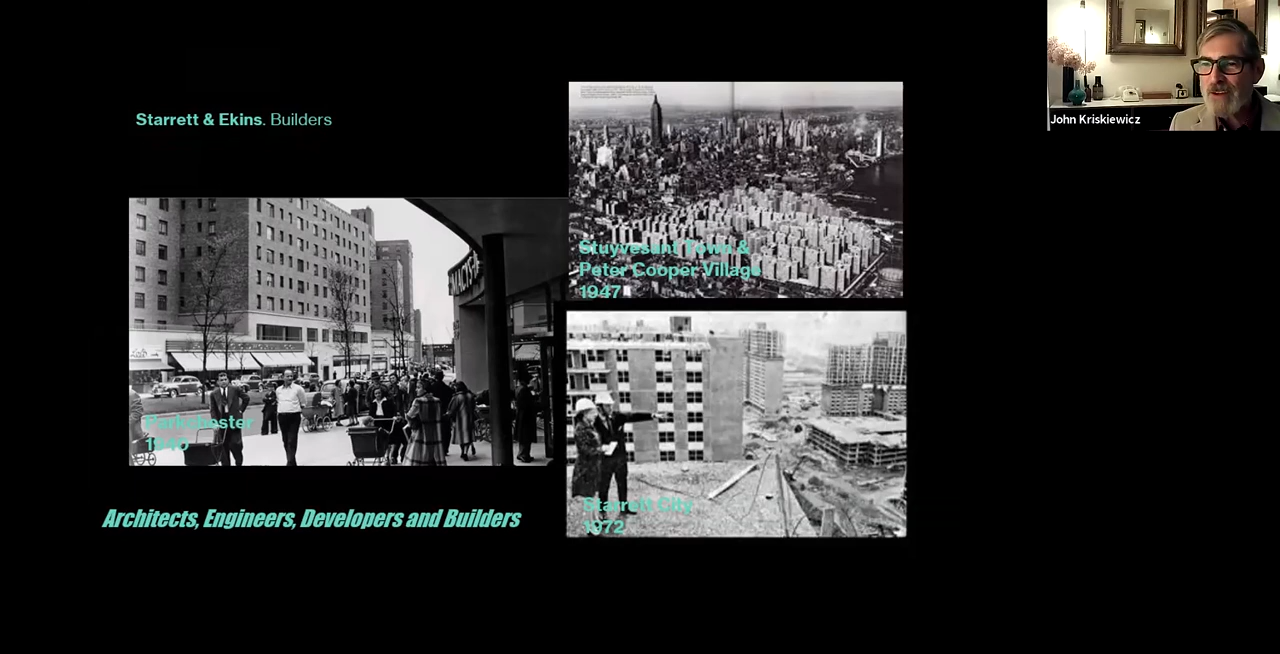 Starrett & Ekins. Builders
John Kriskiewicz
MACY'S
Stuyvesant Town &
Peter Cooper Village
1947
Parkchester
1940
Starrett City
1972
Architects, Engineers, Developers and Builders